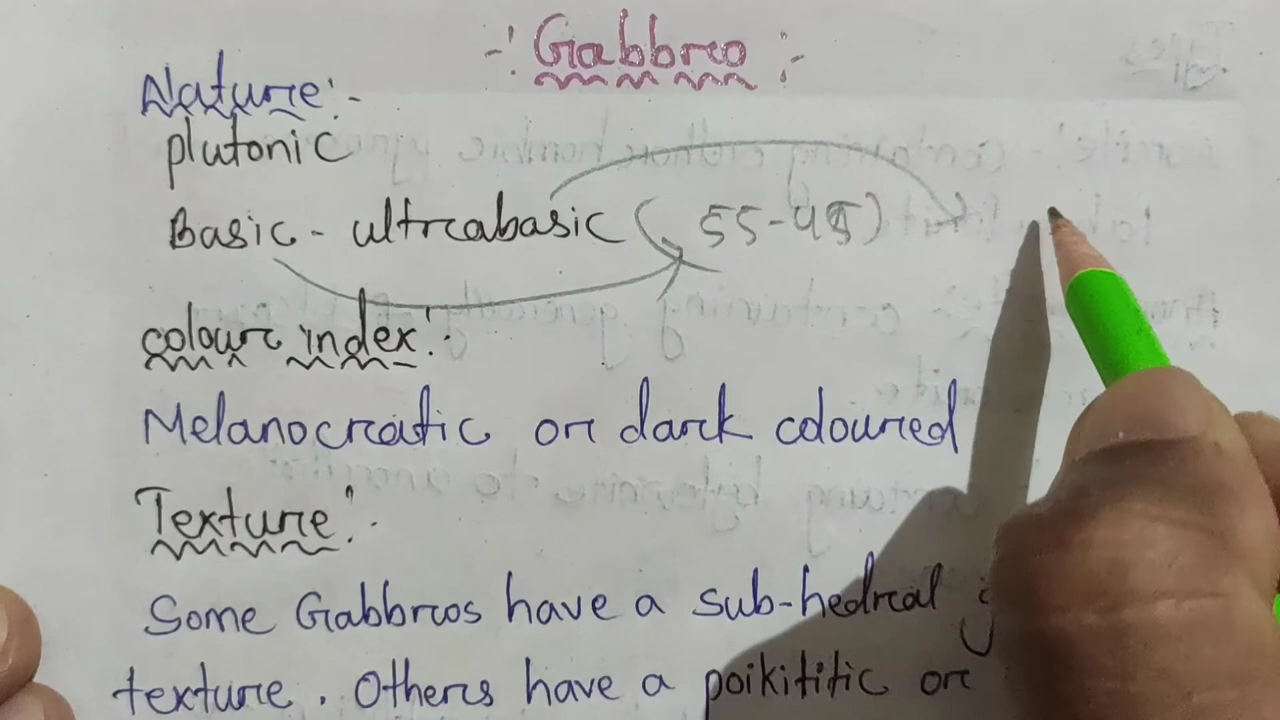 -: Gabbro :-
Nature:-
plutonic
Basic - ultrabasic (55-45)
colour index:-
Melanocratic or dark coloured
Texture:-
Some Gabbros have a sub-hedral g
texture. Others have a poikititic or